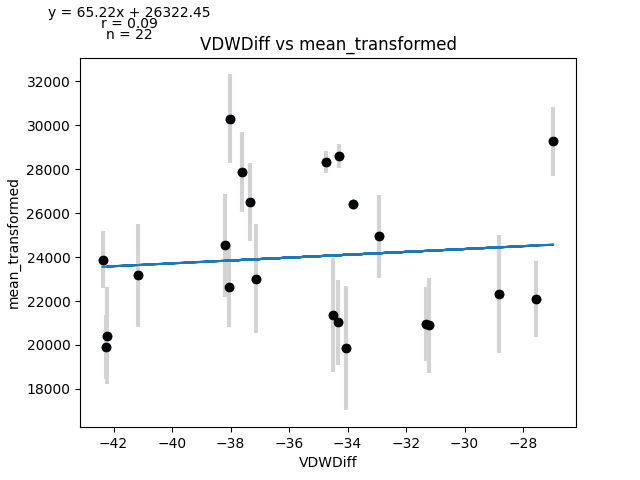 y = 65.22x + 26322.45
r = 0.09
n = 22
VDWDiff vs mean_transformed
32000
30000
28000
26000
24000
22000
20000
18000
mean_transformed
−42
−40
−38
−36
−34
−32
−30
−28
VDWDiff